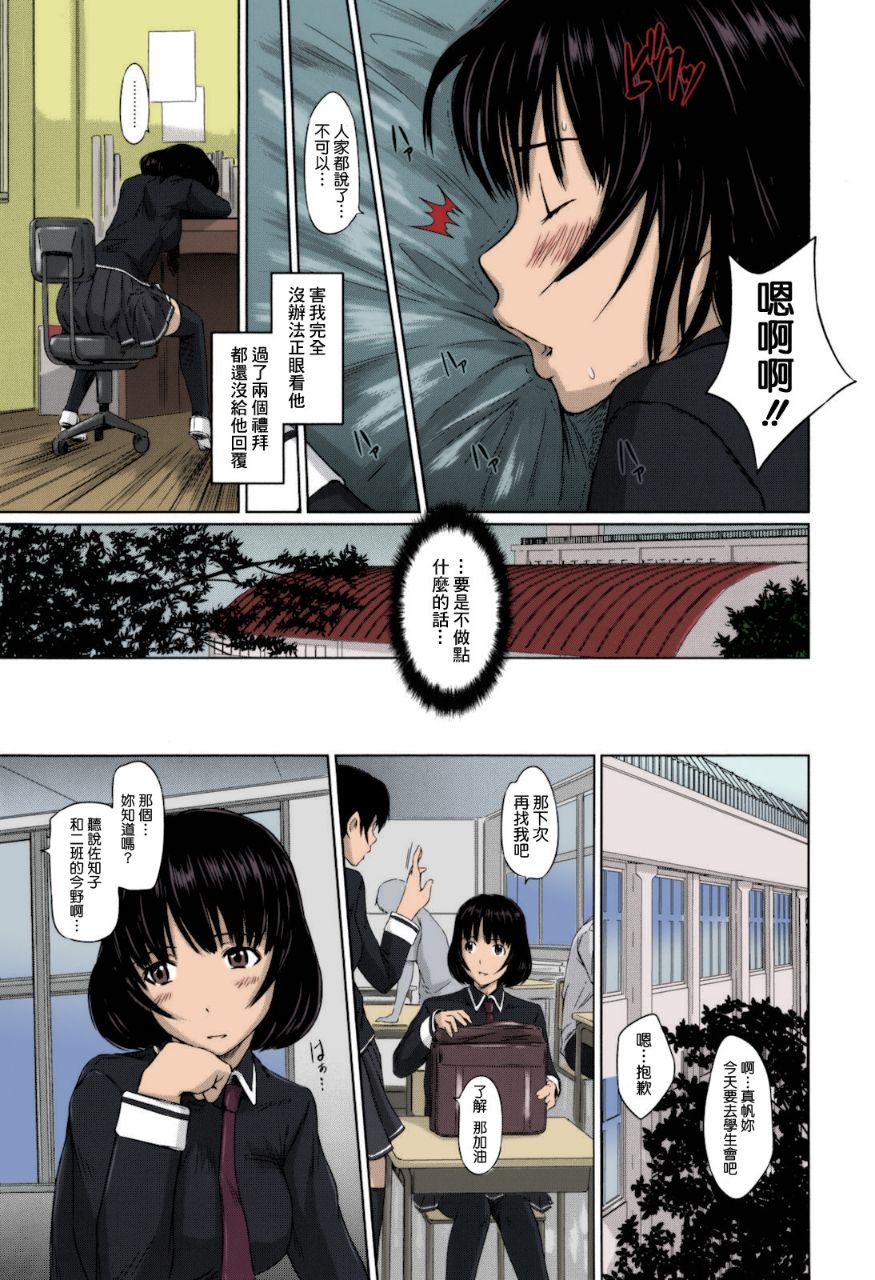 嗯啊啊!!
ビクッ
人家都說了…
不可以…
害我完全
沒辦法正眼看他
過了兩個禮拜
都還沒給他回覆
………
…要是不做點
什麼的話…
啊…真帆妳
今天要去學生會吧
嗯…抱歉
那下次
再找我吧
了解 那加油
はぁ…
那個…
妳知道嗎？
聽說佐知子
和二班的今野啊…